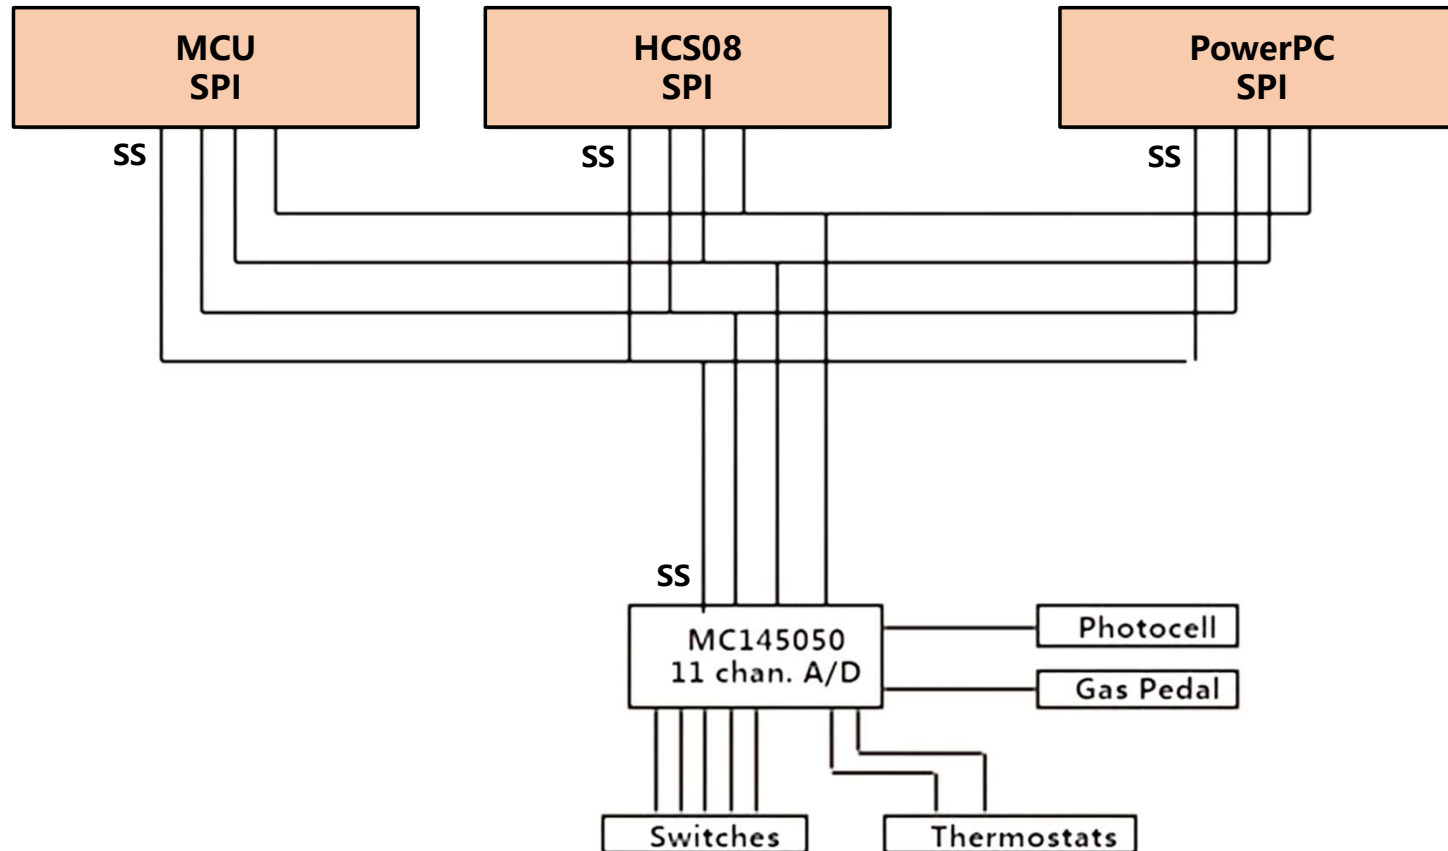 MCU
SPI
HCS08
SPI
PowerPC
SPI
SS
SS
SS
SS
MC145050
11 chan. A/D
Photocell
Gas Pedal
Switches
Thermostats